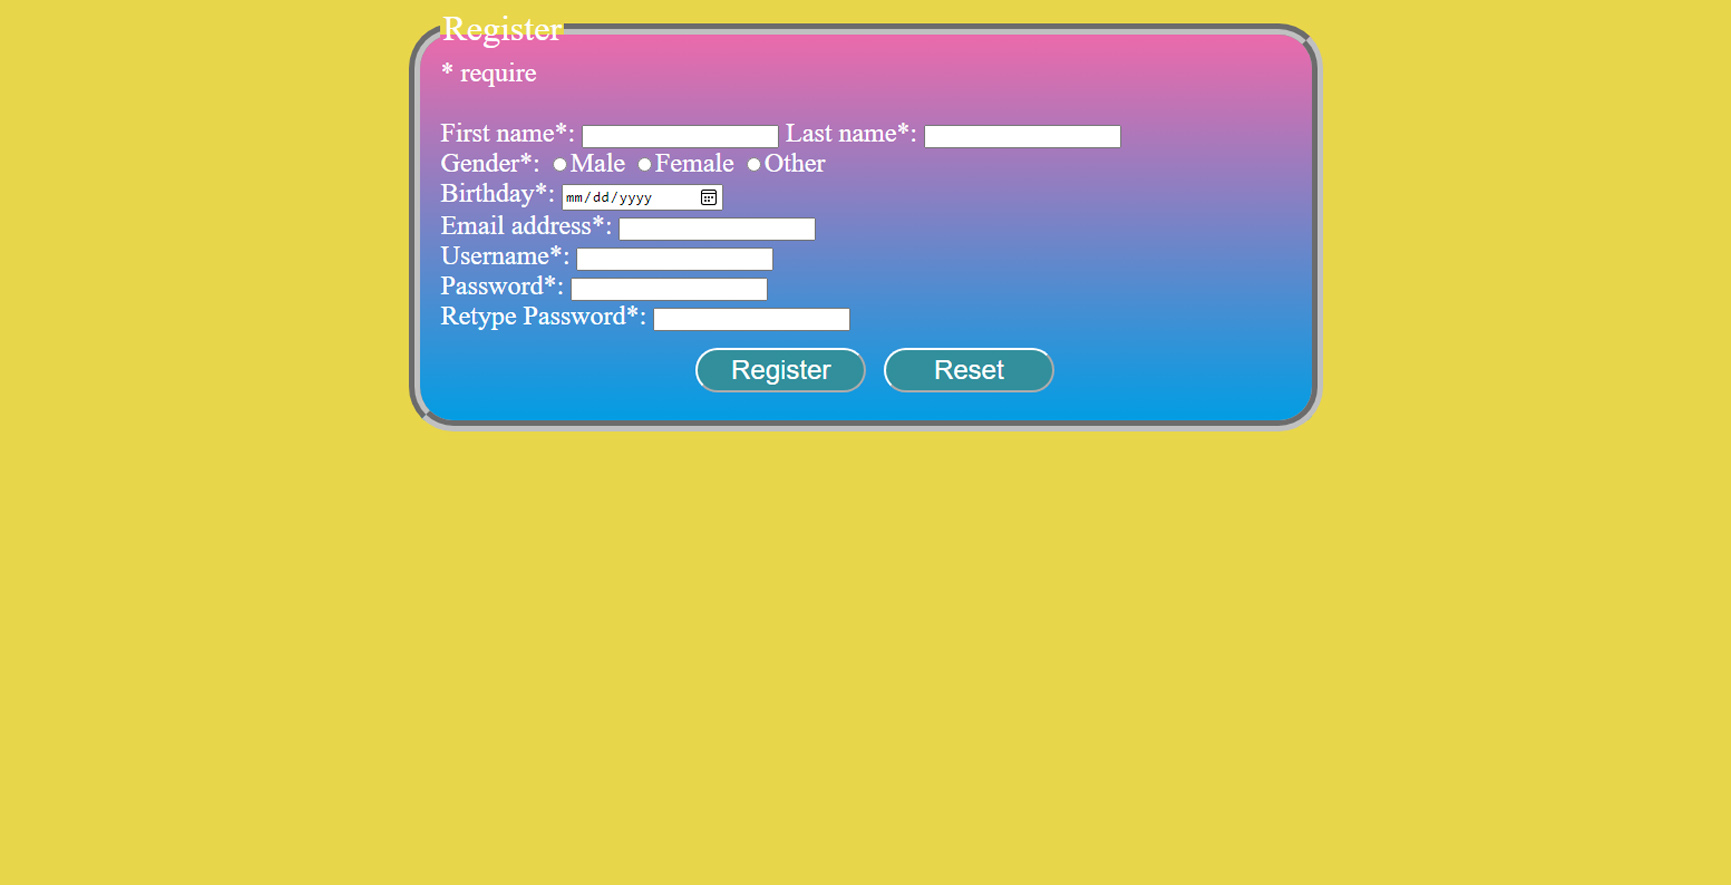 Register
* require
First name*: Last name*:
Gender*: Male Female Other
Birthday*: mm/dd/yyyy
Email address*:
Username*:
Password*:
Retype Password*:
Register Reset